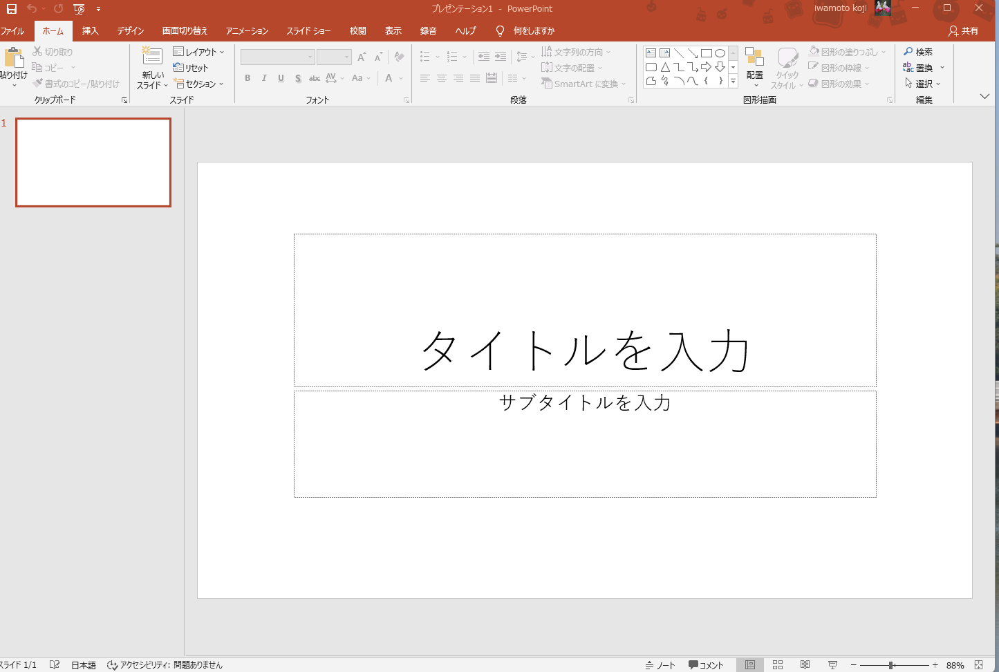 プレゼンテーション1 - PowerPoint
iwamoto koji
ファイル ホーム 挿入 デザイン 画面切り替え アニメーション スライド ショー 校閲 表示 録音 ヘルプ 何をしますか 共有
貼り付け
切り取り
コピー
書式のコピー/貼り付け
クリップボード
新しい
スライド
レイアウト
リセット
セクション
スライド
A A A
B I U S abc AV Aa A
フォント
文字列の方向
文字の配置
SmartArt に変換
段落
配置
クイック
スタイル
図形の塗りつぶし
図形の枠線
図形の効果
図形描画
検索
置換
選択
編集
1
タイトルを入力
サブタイトルを入力
スライド 1/1 日本語 アクセシビリティ: 問題ありません ノート コメント 88%